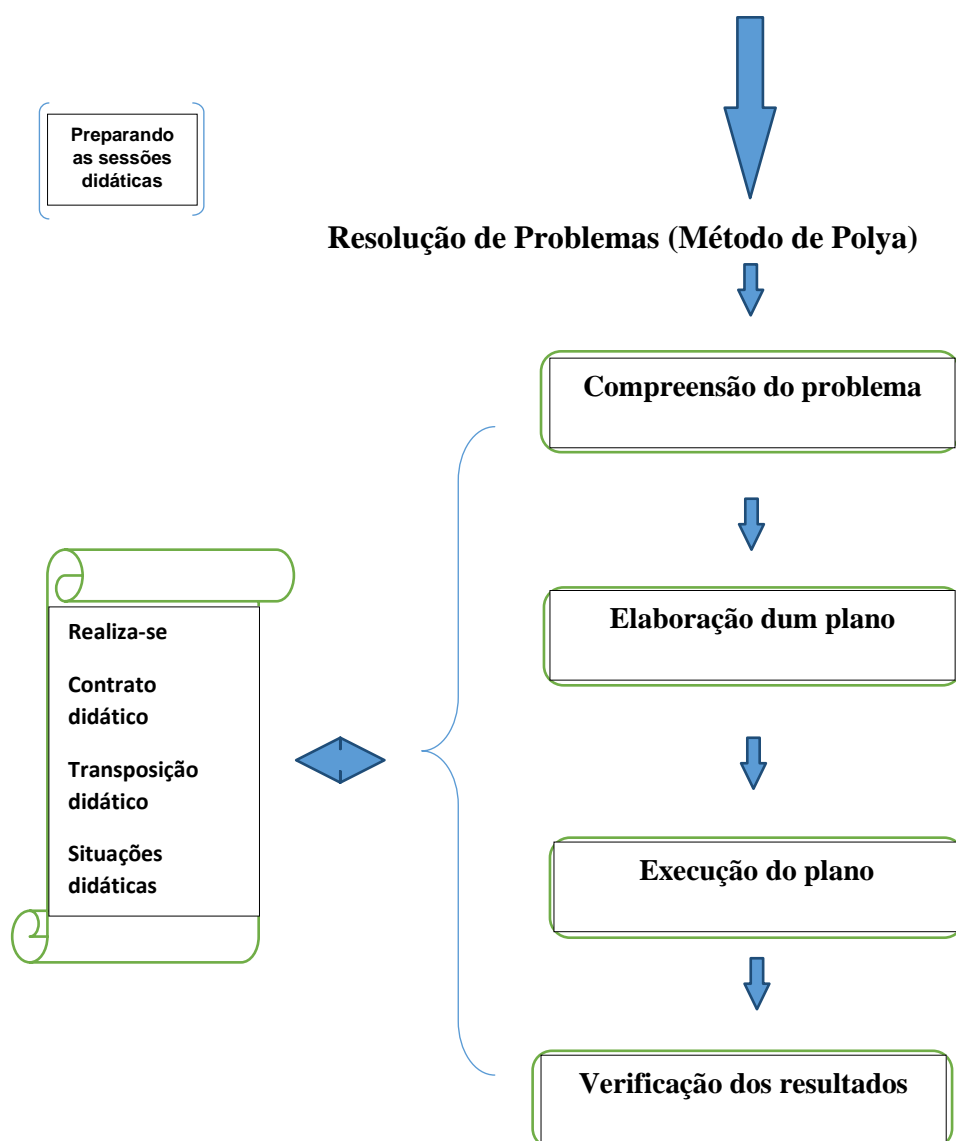 Preparando
as sessões
didáticas
Resolução de Problemas (Método de Polya)
Compreensão do problema
Elaboração dum plano
Realiza-se
Contrato
didático
Transposição
didático
Situações
didáticas
Execução do plano
Verificação dos resultados